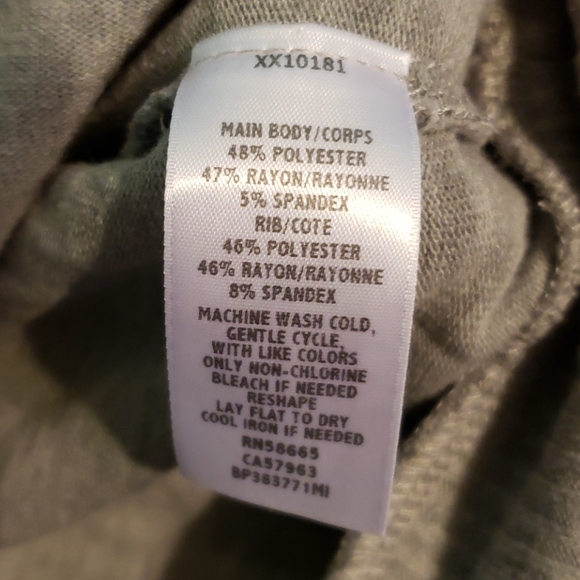 XX10181
MAIN BODY/CORPS
48% POLYESTER
47% RAYON/RAYONNE
5% SPANDEX
RIB/COTE
46% POLYESTER
46% RAYON/RAYONNE
8% SPANDEX
MACHINE WASH COLD,
GENTLE CYCLE,
WITH LIKE COLORS
ONLY NON-CHLORINE
BLEACH IF NEEDED
RESHAPE
LAY FLAT TO DRY
COOL IRON IF NEEDED
RN58665
CA57963
BP383771MI